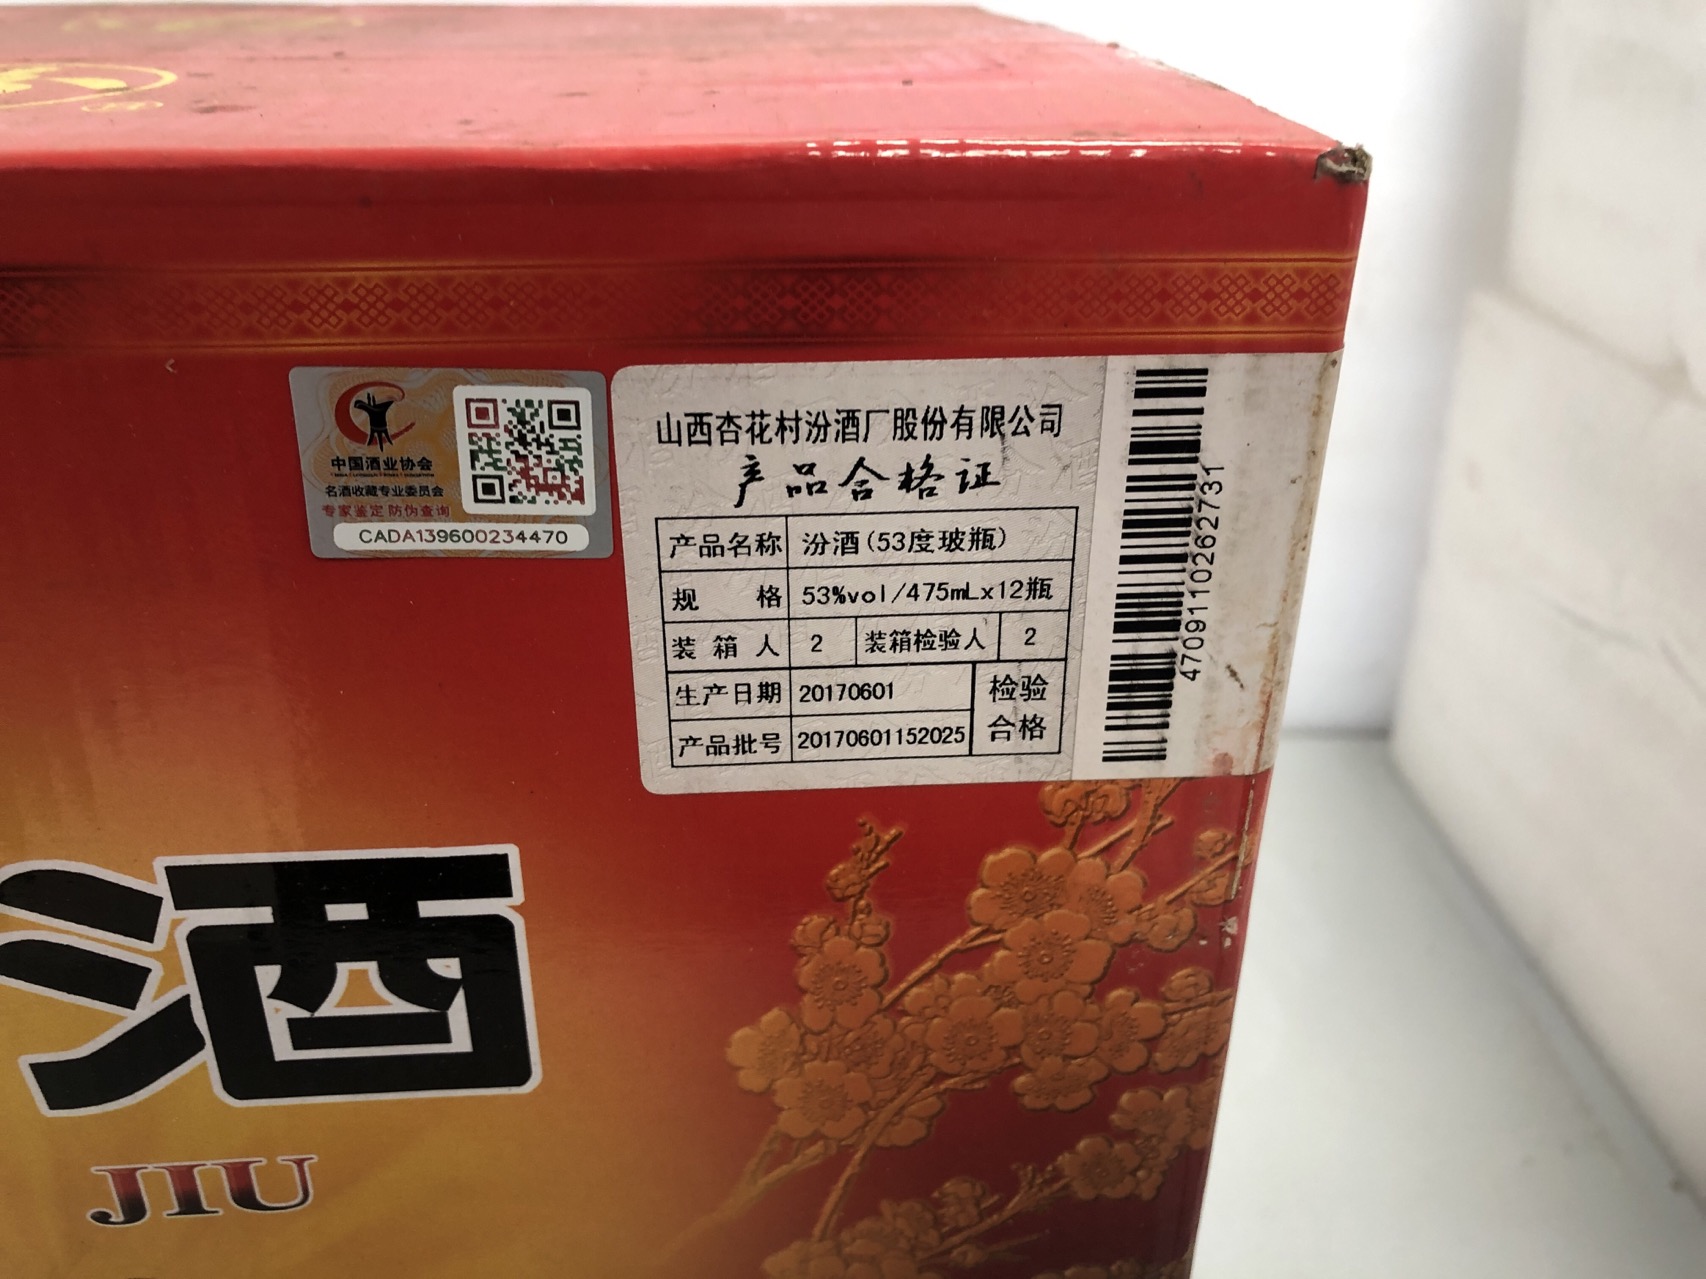 中国酒业协会
名酒收藏专业委员会
专家鉴定 防伪查询
CADA139600234470
山西杏花村汾酒厂股份有限公司
产品合格证
产品名称 汾酒(53度玻瓶)
规 格 53%vol/475mLx12瓶
装 箱 人 2 装箱检验人 2
生产日期 20170601 检验合格
产品批号 20170601152025
4709110262731
酒
JIU